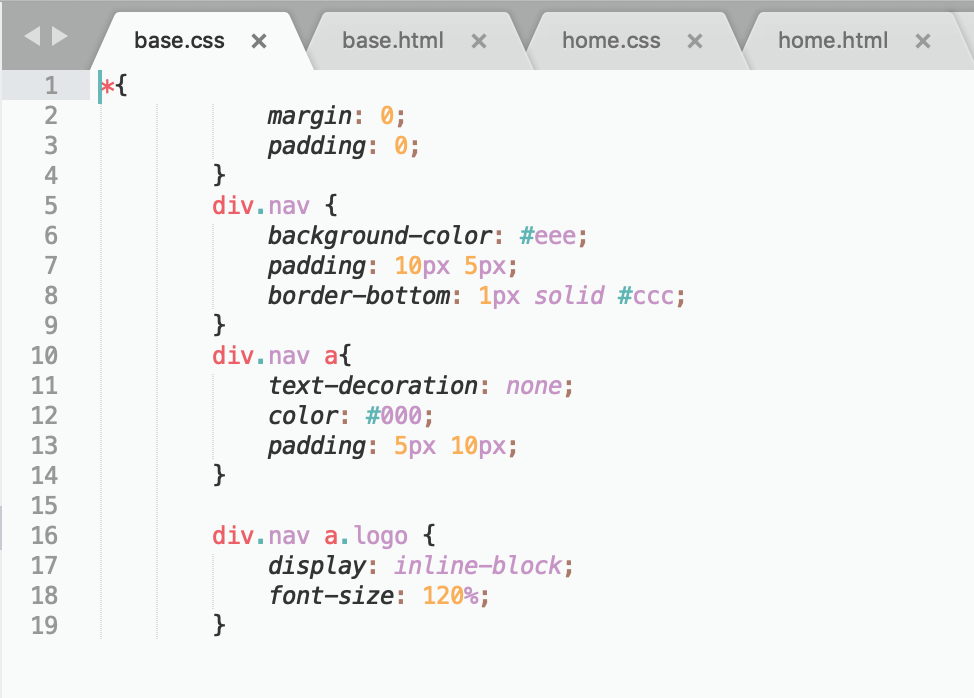 base.css × base.html × home.css × home.html ×
1 *{
2 margin: 0;
3 padding: 0;
4 }
5 div.nav {
6 background-color: #eee;
7 padding: 10px 5px;
8 border-bottom: 1px solid #ccc;
9 }
10 div.nav a{
11 text-decoration: none;
12 color: #000;
13 padding: 5px 10px;
14 }
15
16 div.nav a.logo {
17 display: inline-block;
18 font-size: 120%;
19 }